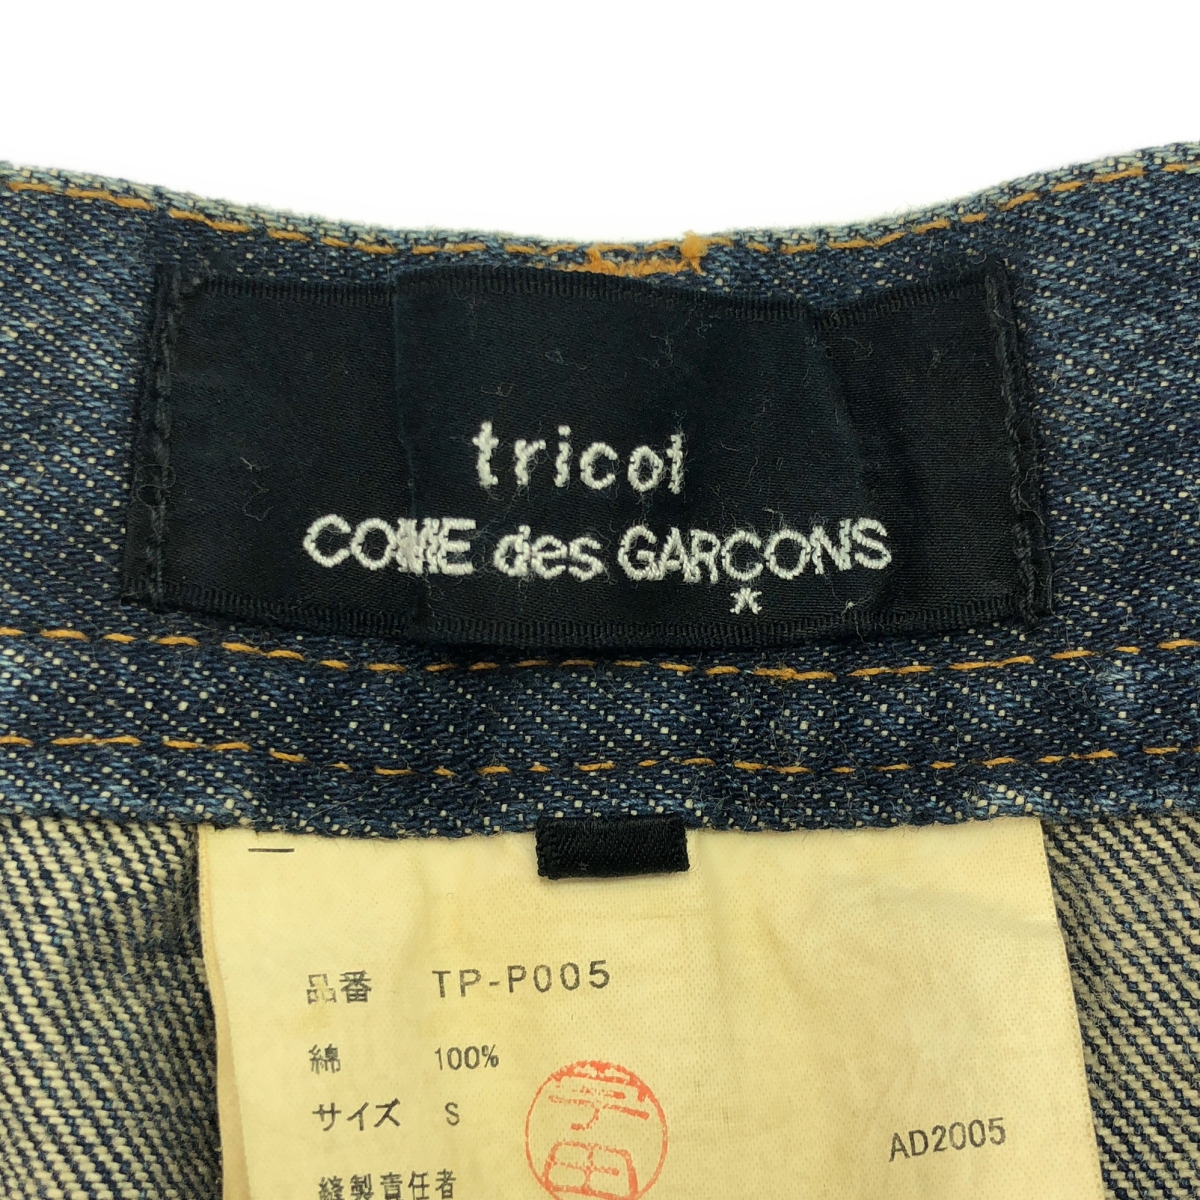 tricot
COMME des GARÇONS
品番 TP-P005
綿 100%
サイズ S
AD2005
縫製責任者